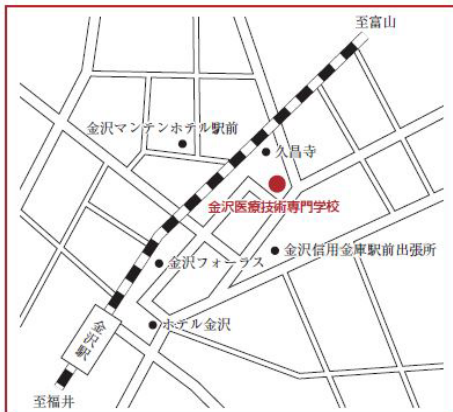 至富山
金沢マンテンホテル駅前
久昌寺
金沢医療技術専門学校
金沢信用金庫駅前出張所
金沢フォーラス
ホテル金沢
金沢駅
至福井